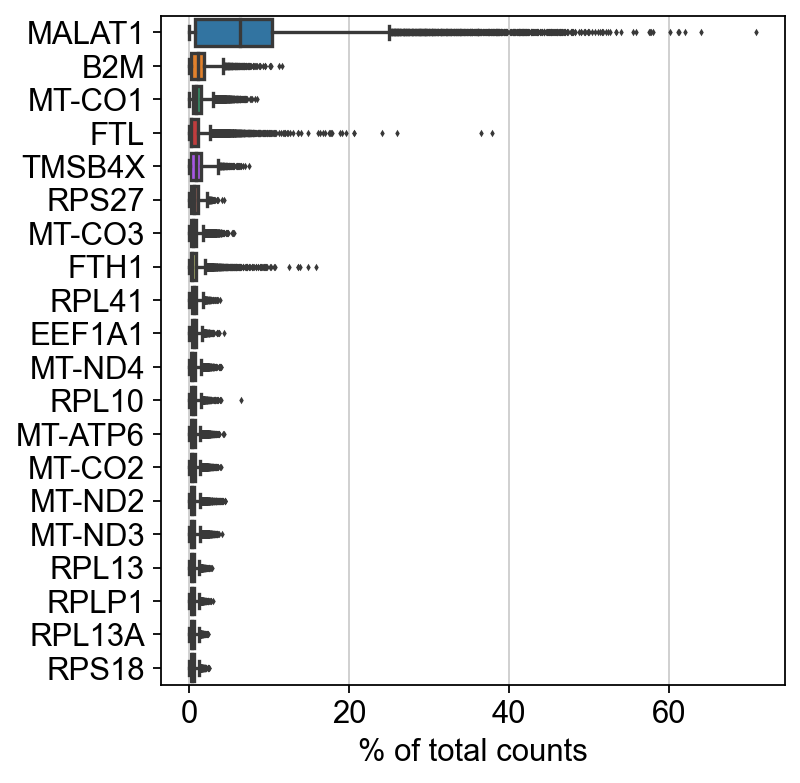 MALAT1
B2M
MT-CO1
FTL
TMSB4X
RPS27
MT-CO3
FTH1
RPL41
EEF1A1
MT-ND4
RPL10
MT-ATP6
MT-CO2
MT-ND2
MT-ND3
RPL13
RPLP1
RPL13A
RPS18
0 20 40 60
% of total counts